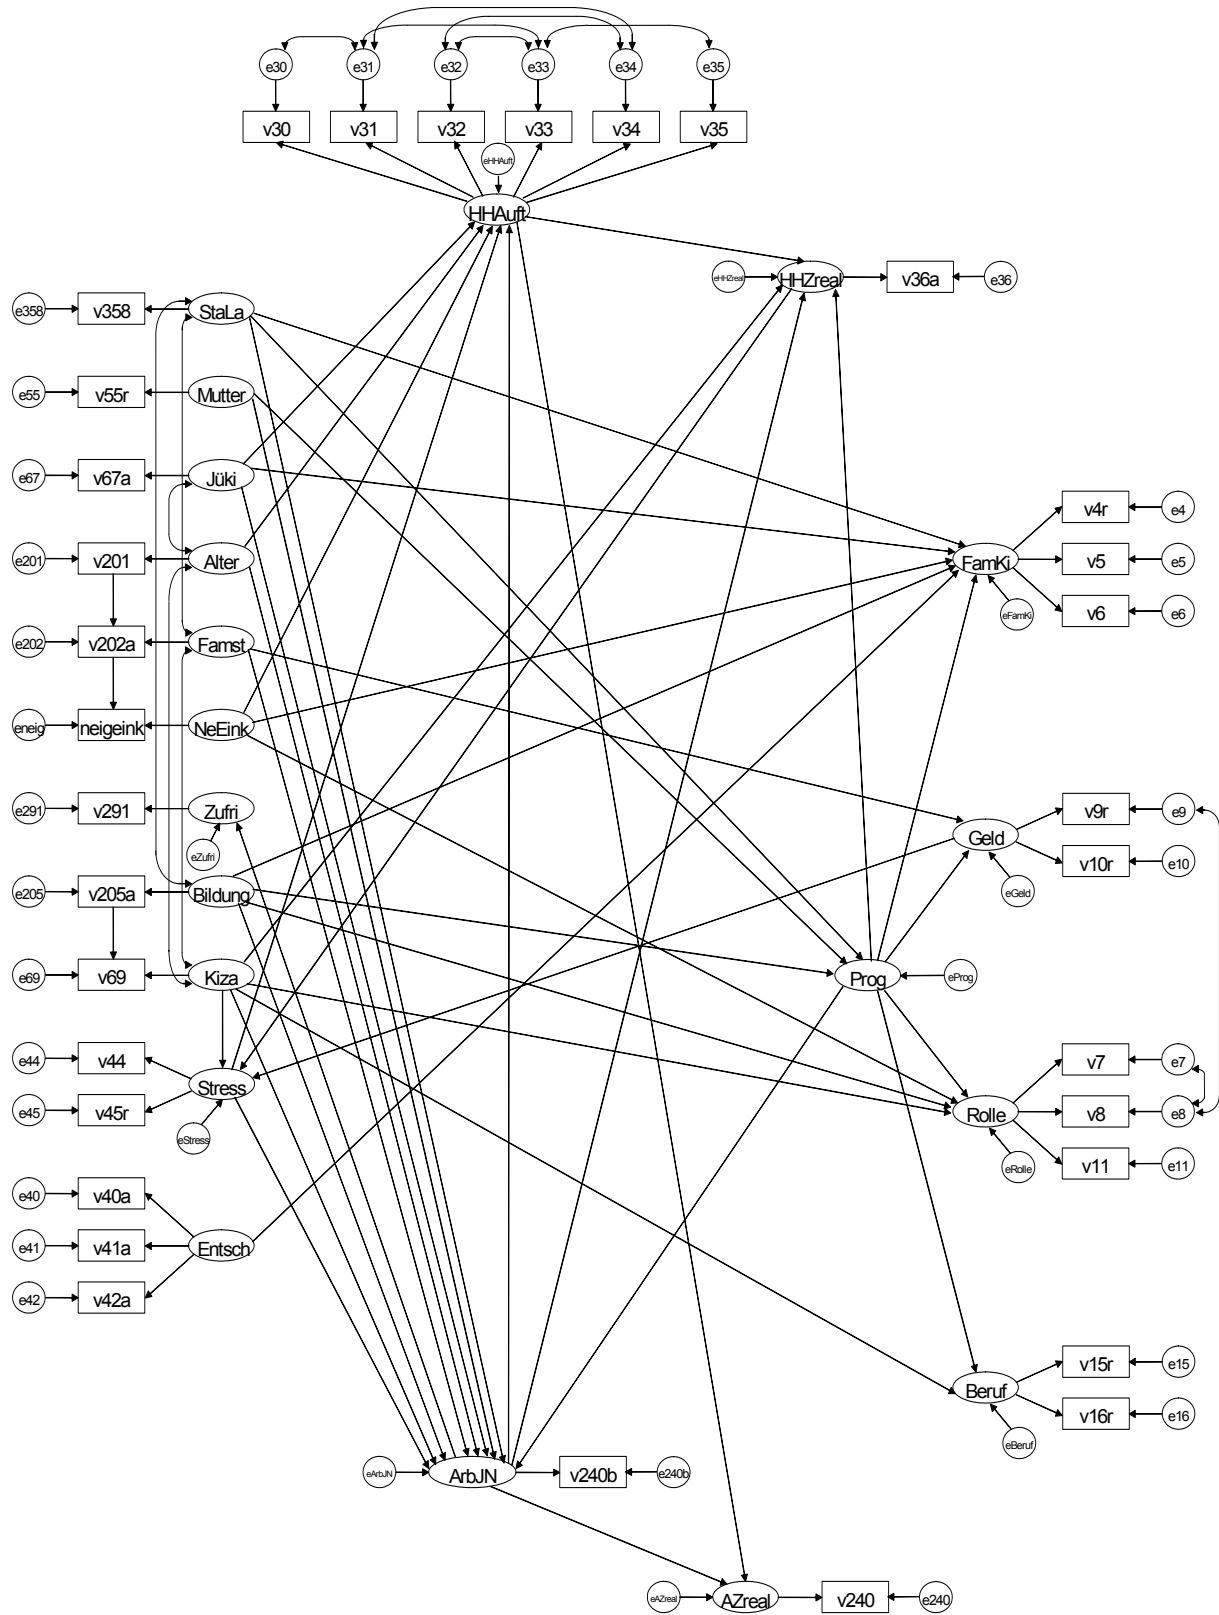 e30 e31 e32 e33 e34 e35
v30 v31 v32 v33 v34 v35
eHHAuft
HHAuft
eHHZreal HHZreal v36a e36
e358 v358 StaLa
e55 v55r Mutter
e67 v67a Jüki
v4r e4
e201 v201 Alter FamKi v5 e5
eFamKi v6 e6
e202 v202a Famst
eneig neigeink NeEink
e291 v291 Zufri v9r e9
eZufri Geld v10r e10
e205 v205a Bildung eGeld
e69 v69 Kiza Prog eProg
e44 v44 v7 e7
Stress
e45 v45r Rolle v8 e8
eStress eRolle v11 e11
e40 v40a
e41 v41a Entsch
e42 v42a
v15r e15
Beruf
v16r e16
eBeruf
eArbJN ArbJN v240b e240b
eAZreal AZreal v240 e240